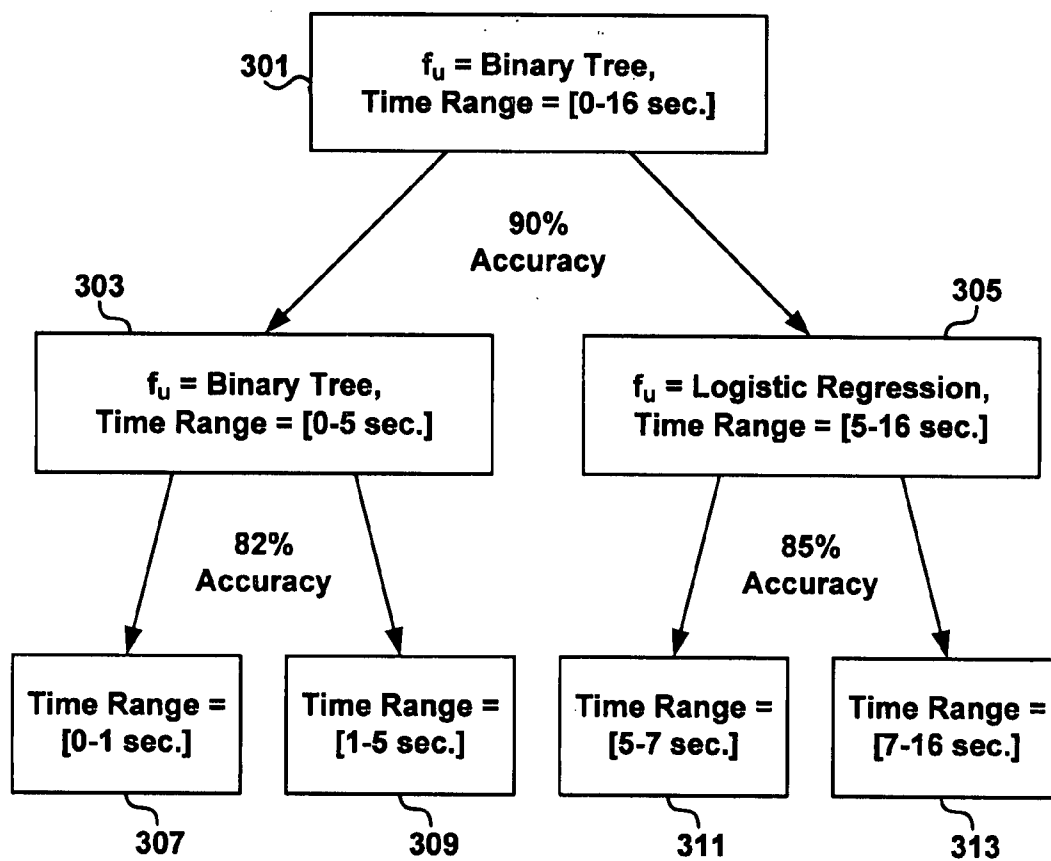 301
f_u = Binary Tree,
Time Range = [0-16 sec.]
90%
Accuracy
303
305
f_u = Binary Tree,
Time Range = [0-5 sec.]
f_u = Logistic Regression,
Time Range = [5-16 sec.]
82%
Accuracy
85%
Accuracy
Time Range =
[0-1 sec.]
Time Range =
[1-5 sec.]
Time Range =
[5-7 sec.]
Time Range =
[7-16 sec.]
307
309
311
313